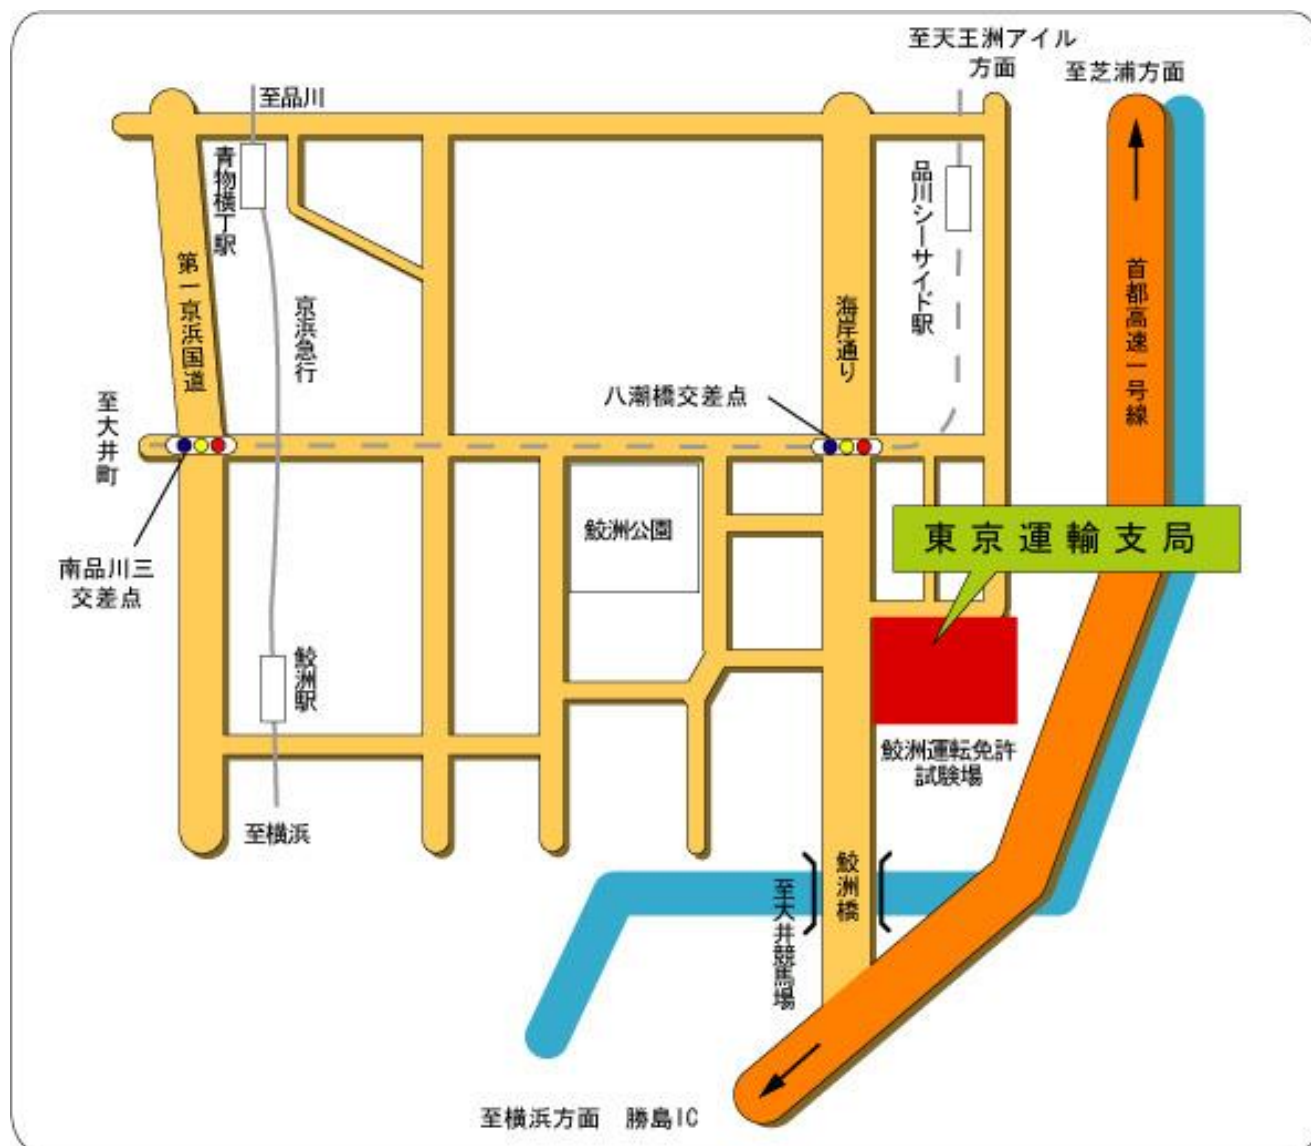 至天王洲アイル
方面
至芝浦方面
至品川
青物横丁駅
品川シーサイド駅
第一京浜国道
京浜急行
海岸通り
首都高速一号線
至大井町
八潮橋交差点
南品川三
交差点
鮫洲公園
東京運輸支局
鮫洲駅
鮫洲運転免許
試験場
至横浜
鮫洲橋
至大井競馬場
至横浜方面 勝島IC